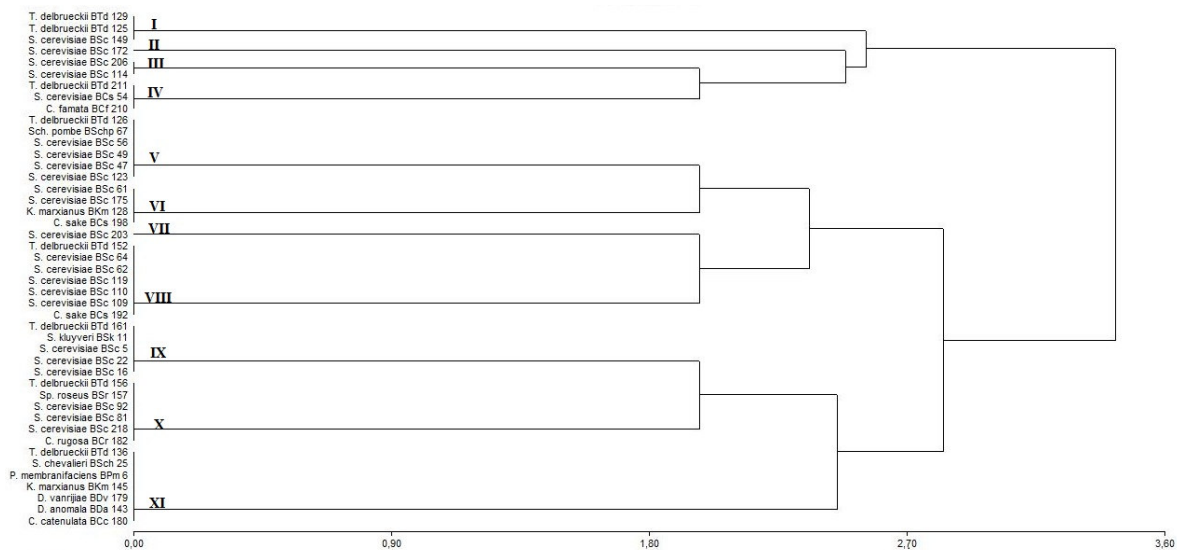 T. delbrueckii BTd 129
T. delbrueckii BTd 125
I
S. cerevisiae BSc 149
S. cerevisiae BSc 172
II
S. cerevisiae BSc 206
III
S. cerevisiae BSc 114
T. delbrueckii BTd 211
S. cerevisiae BCs 54
IV
C. famata BCf 210
T. delbrueckii BTd 126
Sch. pombe BSchp 67
S. cerevisiae BSc 56
S. cerevisiae BSc 49
V
S. cerevisiae BSc 47
S. cerevisiae BSc 123
S. cerevisiae BSc 61
S. cerevisiae BSc 175
K. marxianus BKm 128
VI
C. sake BCs 198
VII
S. cerevisiae BSc 203
T. delbrueckii BTd 152
S. cerevisiae BSc 64
S. cerevisiae BSc 62
S. cerevisiae BSc 119
S. cerevisiae BSc 110
VIII
S. cerevisiae BSc 109
C. sake BCs 192
T. delbrueckii BTd 161
S. kluyveri BSk 11
S. cerevisiae BSc 5
IX
S. cerevisiae BSc 22
S. cerevisiae BSc 16
T. delbrueckii BTd 156
Sp. roseus BSr 157
S. cerevisiae BSc 92
S. cerevisiae BSc 81
X
S. cerevisiae BSc 218
C. rugosa BCr 182
T. delbrueckii BTd 136
S. chevalieri BSch 25
P. membranifaciens BPm 6
K. marxianus BKm 145
D. vanrijiae BDv 179
XI
D. anomala BDa 143
C. catenulata BCc 180
0,00 0,90 1,80 2,70 3,60